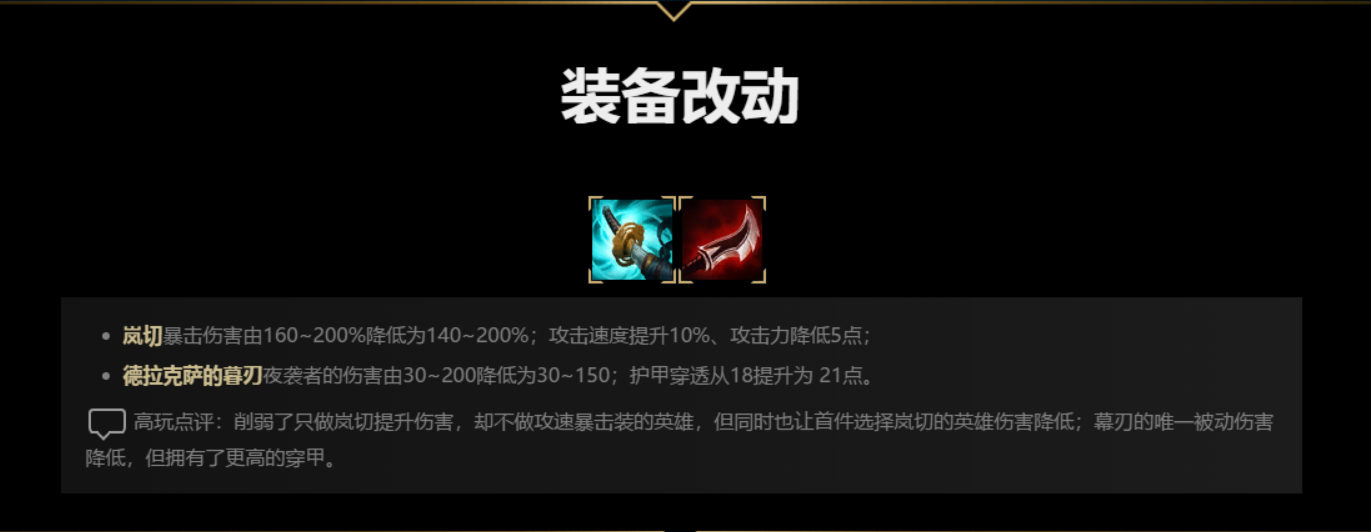 装备改动
岚切暴击伤害由160~200%降低为140~200%；攻击速度提升10%、攻击力降低5点；
德拉克萨的暮刃夜袭者的伤害由30~200降低为30~150；护甲穿透从18提升为 21点。
高玩点评：削弱了只做岚切提升伤害，却不做攻速暴击装的英雄，但同时也让首件选择岚切的英雄伤害降低；幕刃的唯一被动伤害
降低，但拥有了更高的穿甲。